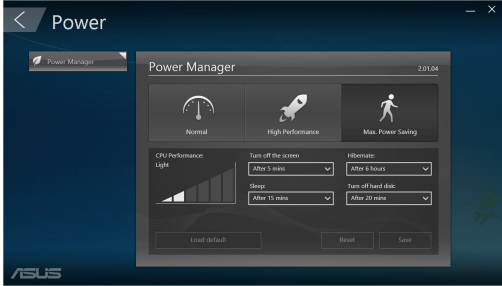 Power
Power Manager
Power Manager
2.01.04
Normal
High Performance
Max. Power Saving
CPU Performance:
Light
Turn off the screen
After 5 mins
Hibernate:
After 6 hours
Sleep:
After 15 mins
Turn off hard disk:
After 20 mins
Load default
Reset
Save
ASUS